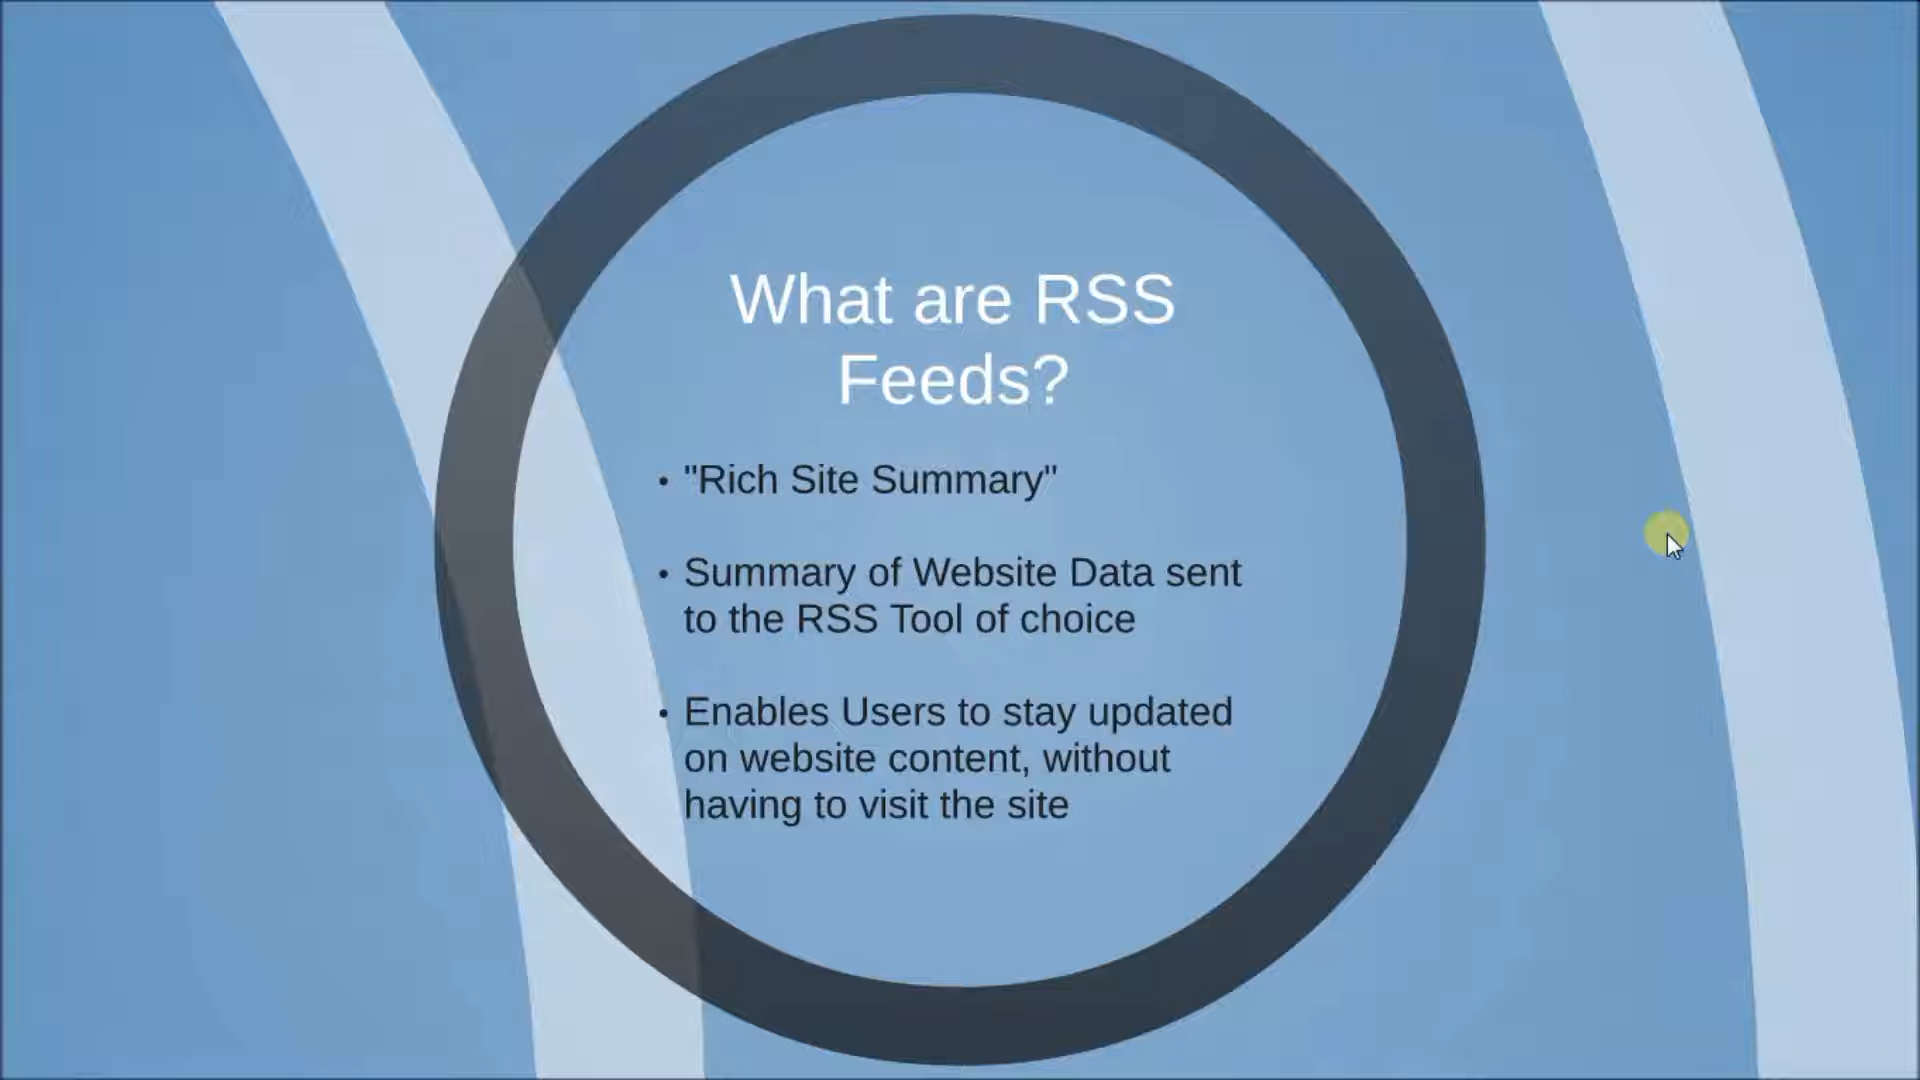 What are RSS
Feeds?
• "Rich Site Summary"
• Summary of Website Data sent
to the RSS Tool of choice
• Enables Users to stay updated
on website content, without
having to visit the site